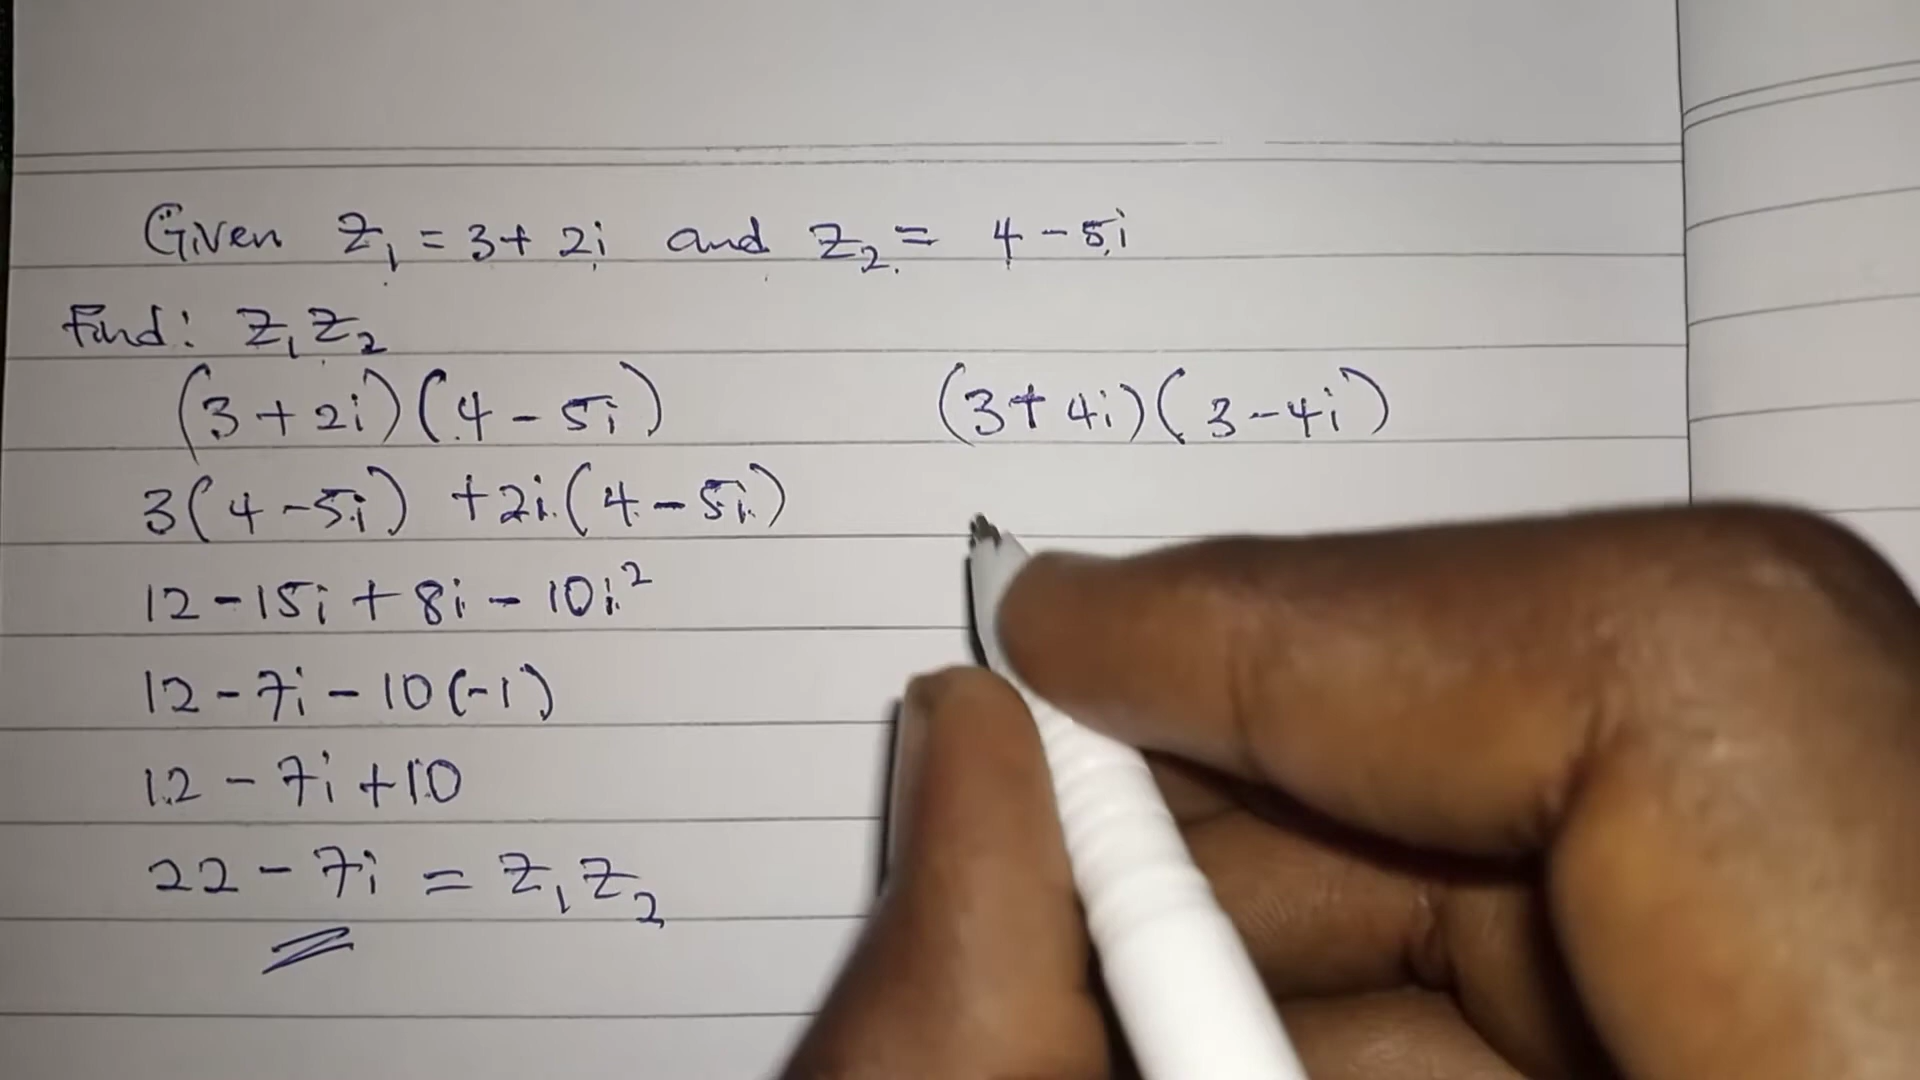 Given Z₁ = 3 + 2i and Z₂ = 4 - 5i
Find: Z₁Z₂
(3 + 2i)(4 - 5i)
3(4 - 5i) + 2i(4 - 5i)
12 - 15i + 8i - 10i²
12 - 7i - 10(-1)
12 - 7i + 10
22 - 7i = Z₁Z₂
(3 + 4i)(3 - 4i)